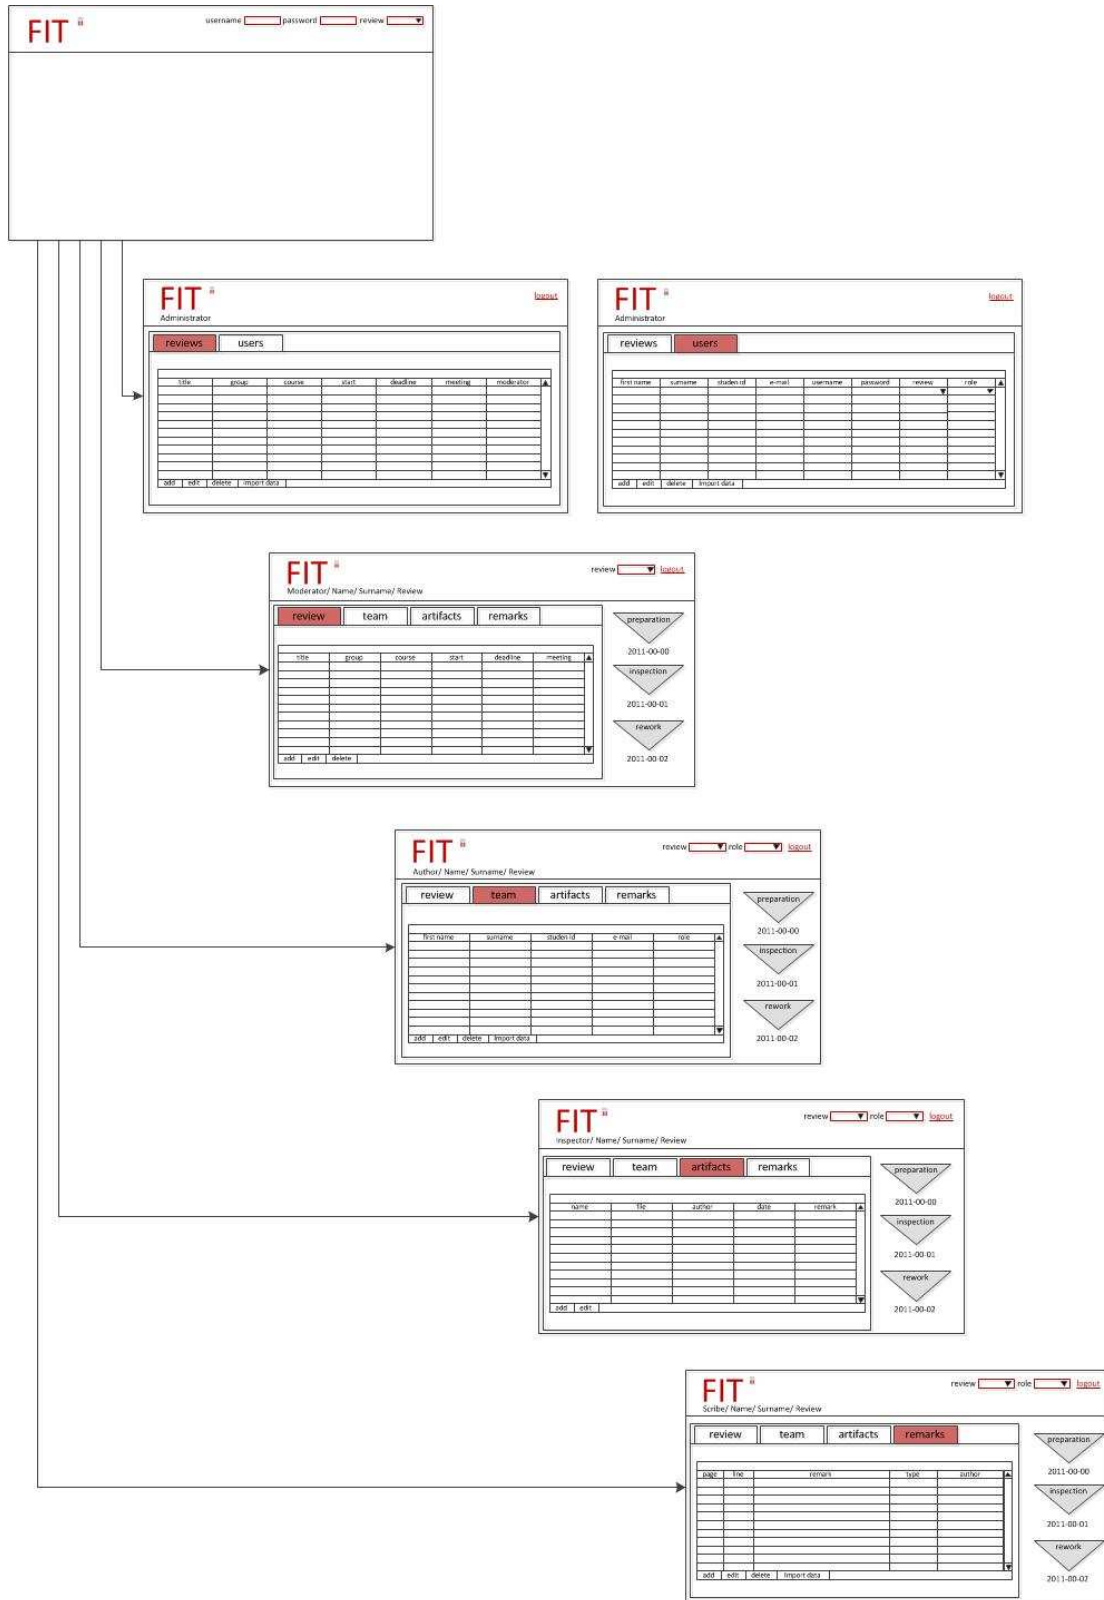 FIT
username password review
FIT
logout
Administrator
reviews users
title group course start deadline meeting moderator
add edit delete Import data
FIT
logout
Administrator
reviews users
first name surname studen id e-mail username password review role
add edit delete Import data
FIT
review logout
Moderator/ Name/ Surname/ Review
review team artifacts remarks
title group course start deadline meeting
add edit delete
preparation
2011-00-00
inspection
2011-00-01
rework
2011-00-02
FIT
review role logout
Author/ Name/ Surname/ Review
review team artifacts remarks
first name surname studen id e-mail role
add edit delete Import data
preparation
2011-00-00
inspection
2011-00-01
rework
2011-00-02
FIT
review role logout
Inspector/ Name/ Surname/ Review
review team artifacts remarks
name file author date remark
add edit
preparation
2011-00-00
inspection
2011-00-01
rework
2011-00-02
FIT
review role logout
Scribe/ Name/ Surname/ Review
review team artifacts remarks
page line remark type author
add edit delete Import data
preparation
2011-00-00
inspection
2011-00-01
rework
2011-00-02